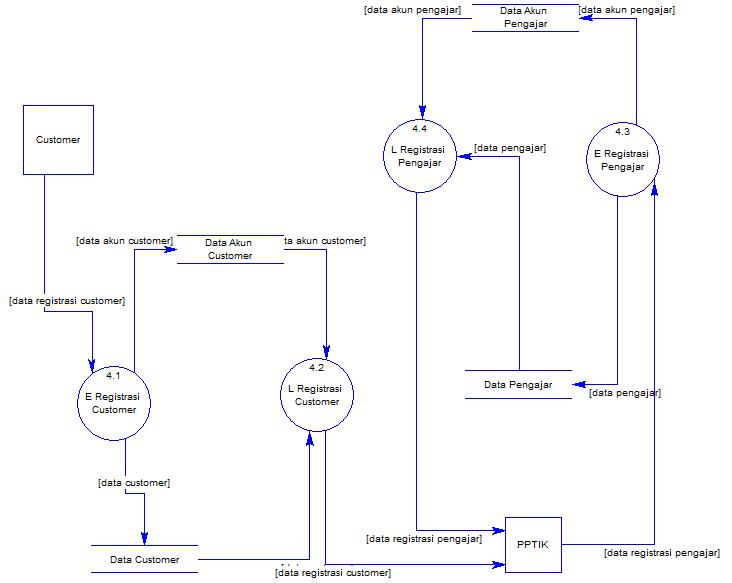 [data akun pengajar]
Data Akun
Pengajar
[data akun pengajar]
4.4
L Registrasi
Pengajar
[data pengajar]
4.3
E Registrasi
Pengajar
Customer
[data akun customer]
Data Akun
Customer
ta akun customer]
[data registrasi customer]
4.1
E Registrasi
Customer
4.2
L Registrasi
Customer
Data Pengajar
[data pengajar]
[data customer]
Data Customer
[data registrasi pengajar]
PPTIK
[data registrasi pengajar]
[data registrasi customer]